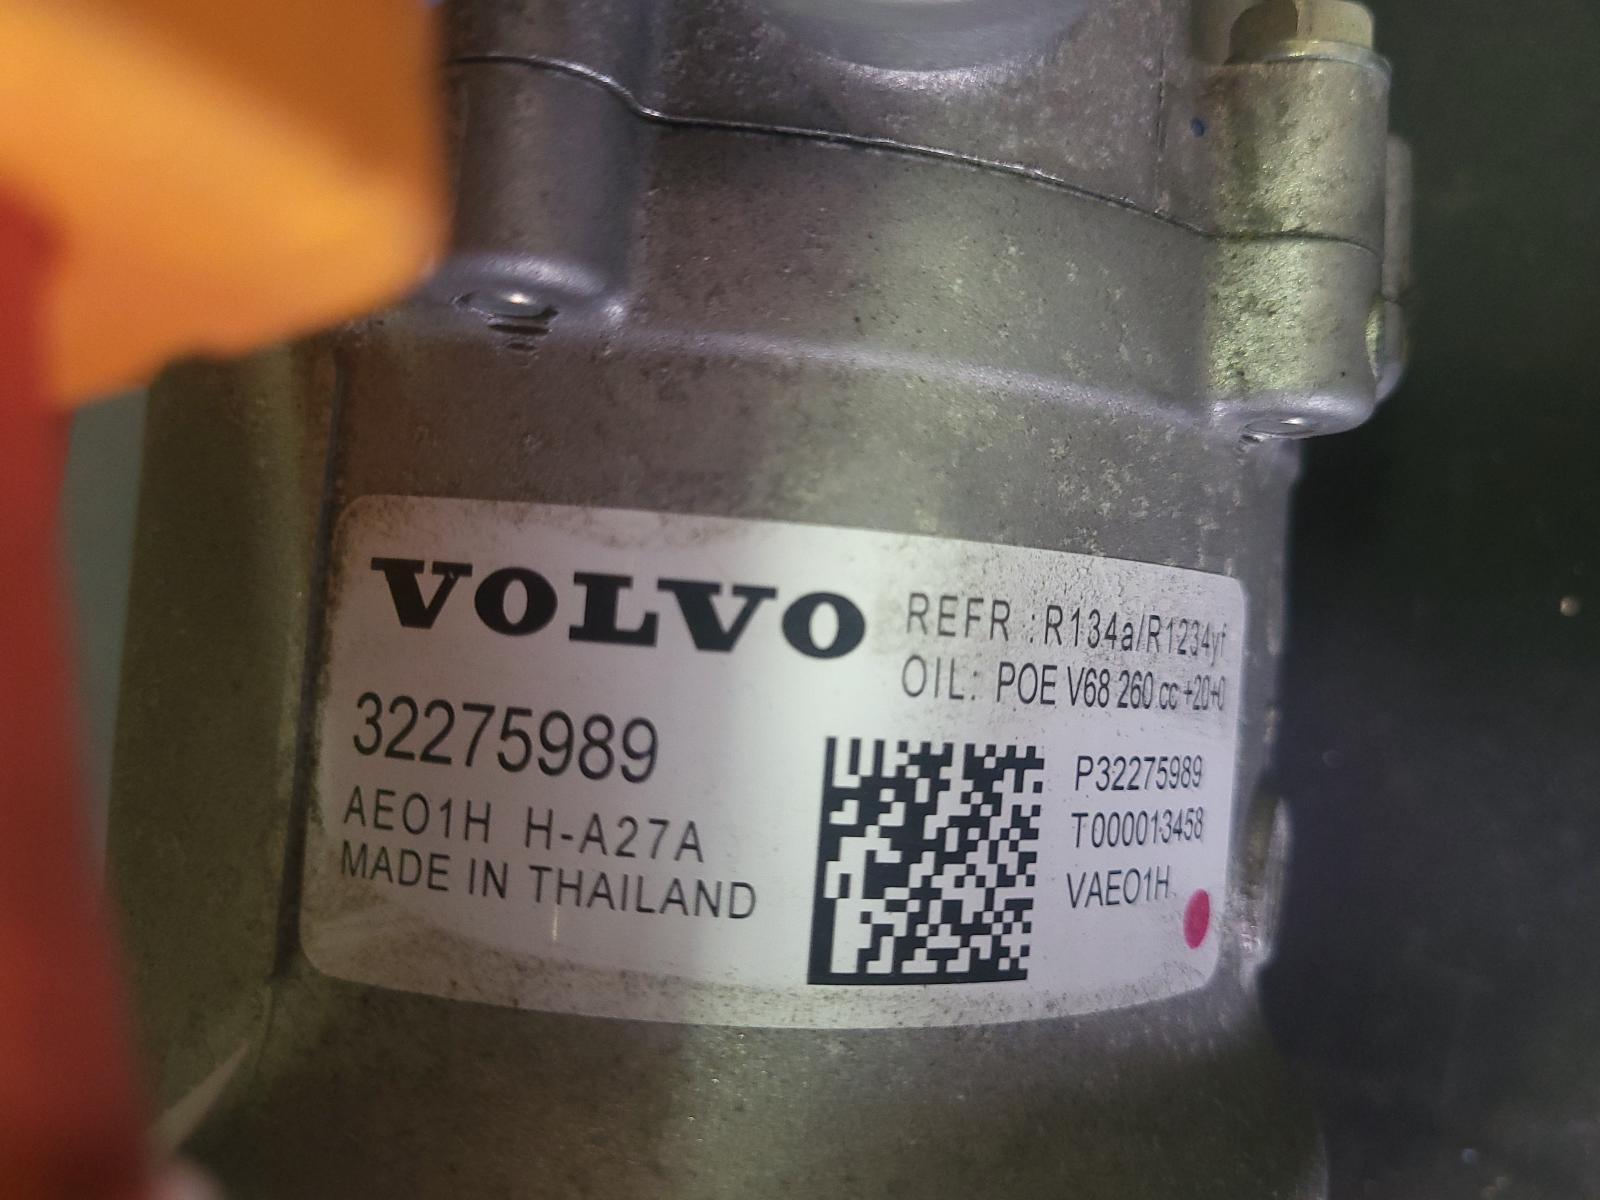 VOLVO
REFR : R134a/R1234yf
OIL: POE V68 260 cc +20+0
32275989
AEO1H H-A27A
MADE IN THAILAND
P32275989
T000013458
VAEO1H